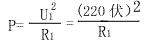 P= U₁² / R₁ = (220 伏)² / R₁